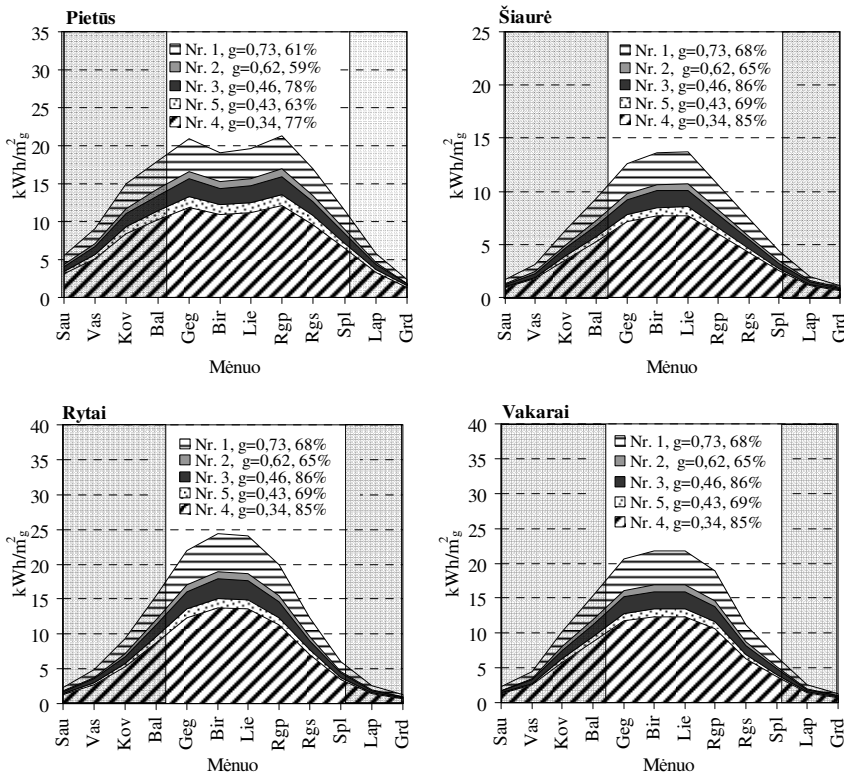 Pietūs
35
30
25
20
15
10
5
0
kWh/m²g
Nr. 1, g=0,73, 61%
Nr. 2, g=0,62, 59%
Nr. 3, g=0,46, 78%
Nr. 5, g=0,43, 63%
Nr. 4, g=0,34, 77%
Sau Vas Kov Bal Geg Bir Lie Rgp Rgs Spl Lap Grd
Mėnuo
Šiaurė
25
20
15
10
5
0
kWh/m²g
Nr. 1, g=0,73, 68%
Nr. 2, g=0,62, 65%
Nr. 3, g=0,46, 86%
Nr. 5, g=0,43, 69%
Nr. 4, g=0,34, 85%
Sau Vas Kov Bal Geg Bir Lie Rgp Rgs Spl Lap Grd
Mėnuo
Rytai
40
35
30
25
20
15
10
5
0
kWh/m²g
Nr. 1, g=0,73, 68%
Nr. 2, g=0,62, 65%
Nr. 3, g=0,46, 86%
Nr. 5, g=0,43, 69%
Nr. 4, g=0,34, 85%
Sau Vas Kov Bal Geg Bir Lie Rgp Rgs Spl Lap Grd
Mėnuo
Vakarai
40
35
30
25
20
15
10
5
0
kWh/m²g
Nr. 1, g=0,73, 68%
Nr. 2, g=0,62, 65%
Nr. 3, g=0,46, 86%
Nr. 5, g=0,43, 69%
Nr. 4, g=0,34, 85%
Sau Vas Kov Bal Geg Bir Lie Rgp Rgs Spl Lap Grd
Mėnuo